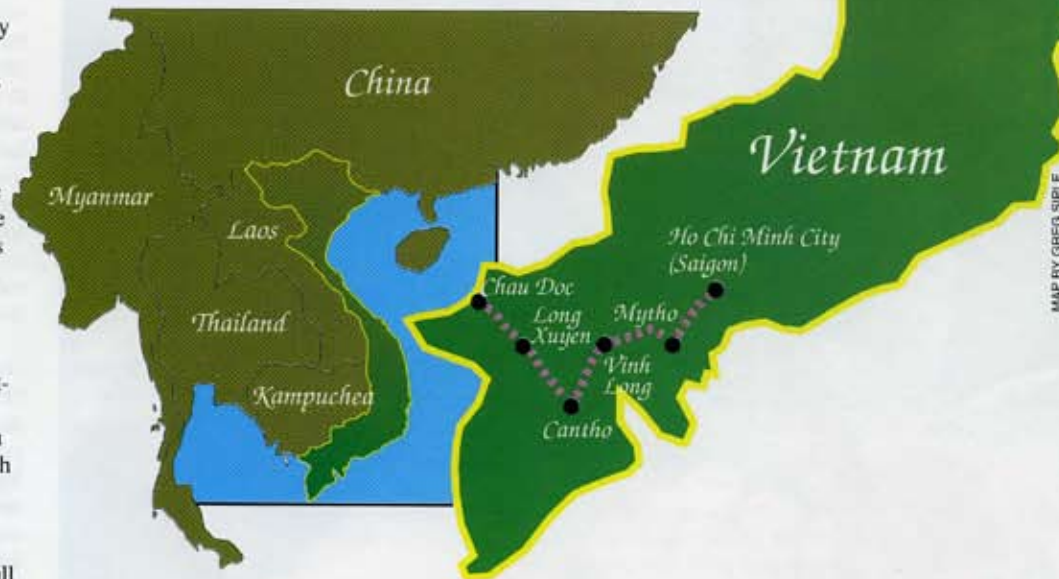 China
Myanmar
Laos
Thailand
Kampuchea
Vietnam
Ho Chi Minh City
(Saigon)
Chau Doc
Long
Xuyen
Mytho
Vinh
Long
Cantho
MAP BY GREG SIPLE